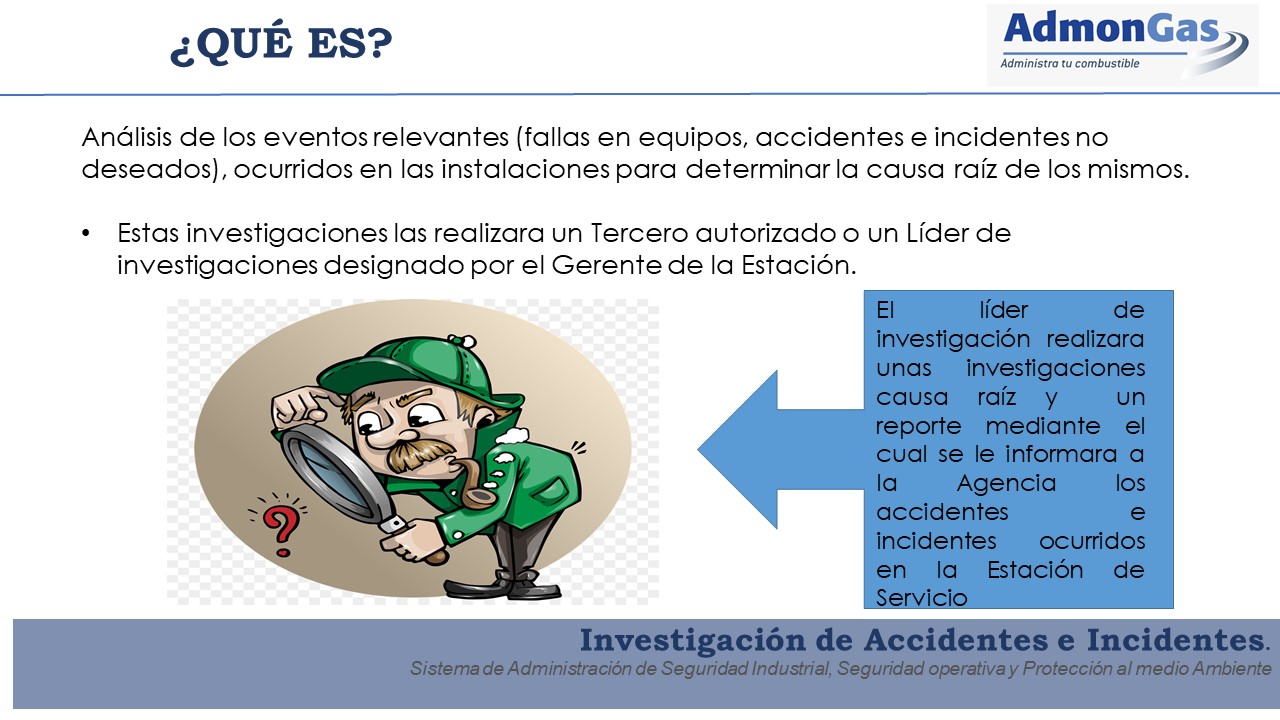 ¿QUÉ ES?
AdmonGas
Administra tu combustible
Análisis de los eventos relevantes (fallas en equipos, accidentes e incidentes no
deseados), ocurridos en las instalaciones para determinar la causa raíz de los mismos.
• Estas investigaciones las realizara un Tercero autorizado o un Líder de
investigaciones designado por el Gerente de la Estación.
El líder de
investigación realizara
unas investigaciones
causa raíz y un
reporte mediante el
cual se le informara a
la Agencia los
accidentes e
incidentes ocurridos
en la Estación de
Servicio
?
Investigación de Accidentes e Incidentes.
Sistema de Administración de Seguridad Industrial, Seguridad operativa y Protección al medio Ambiente